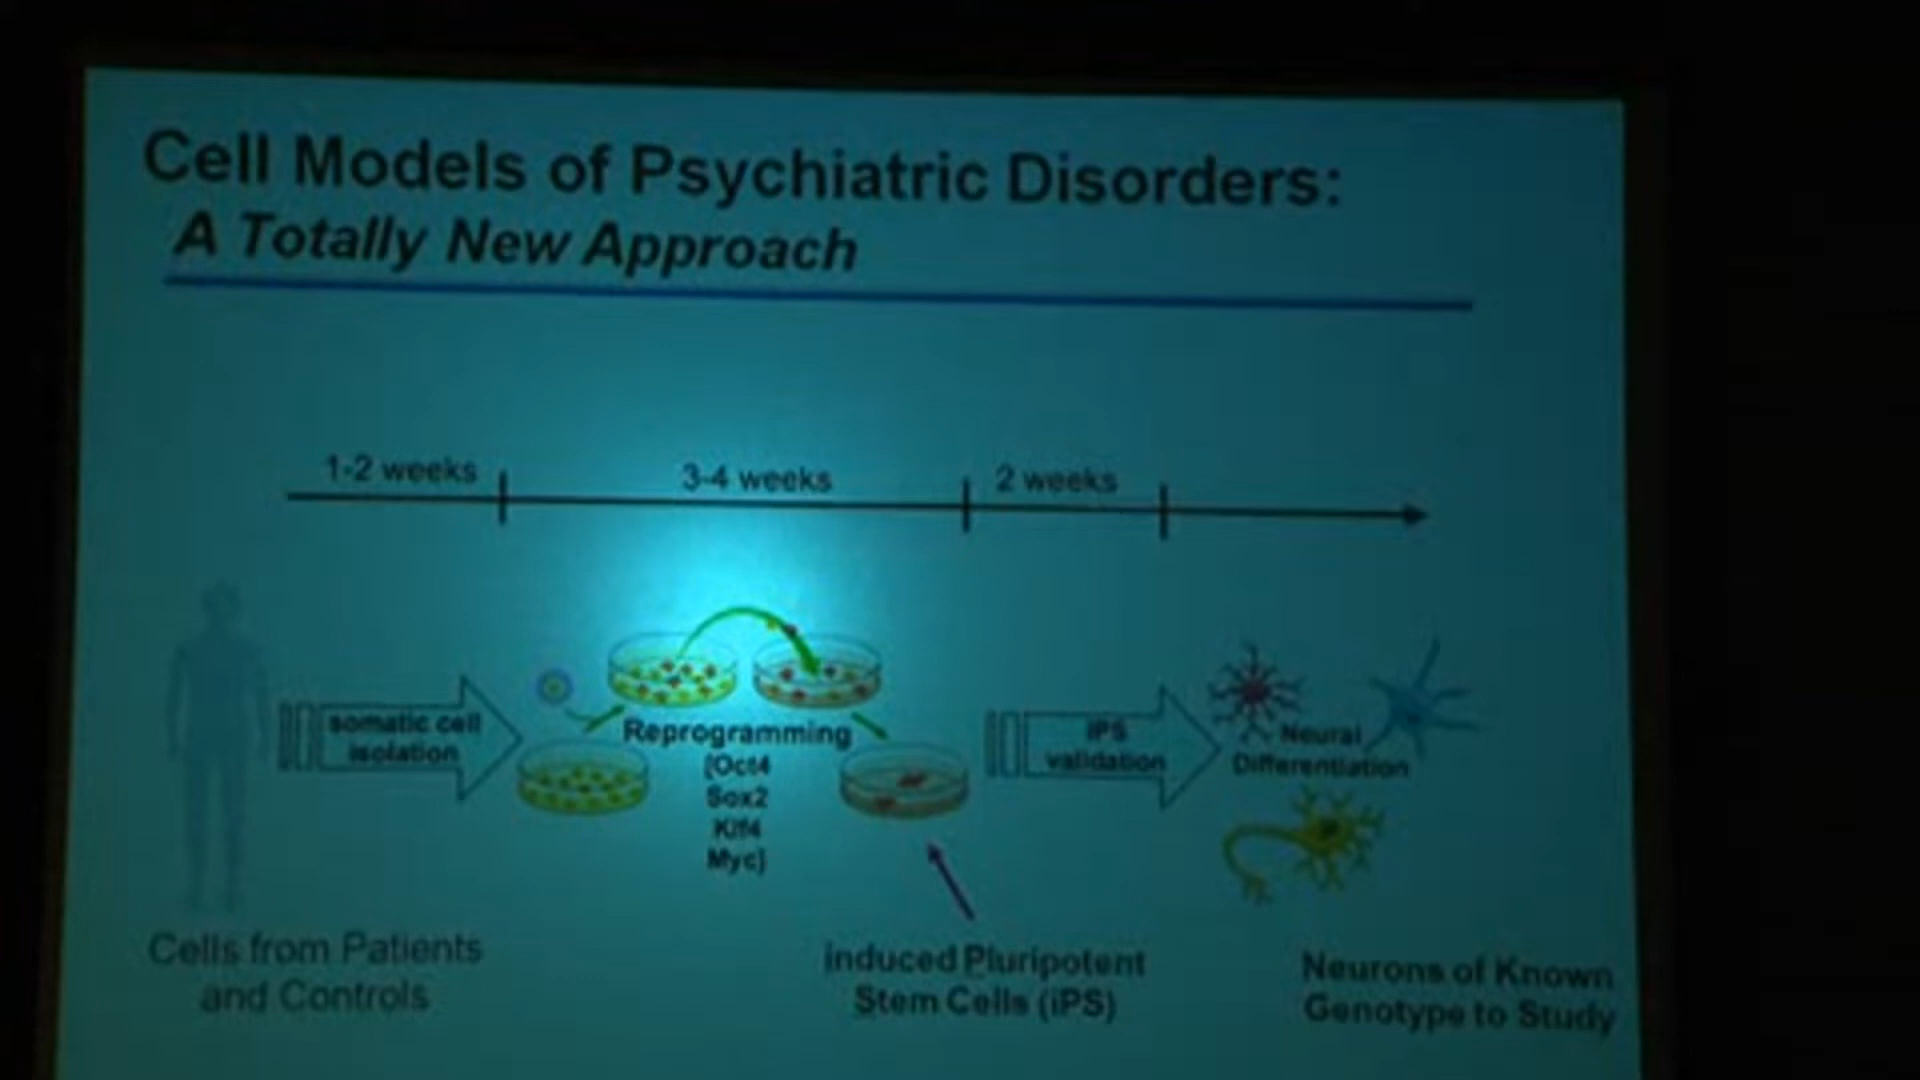 Cell Models of Psychiatric Disorders:
A Totally New Approach
1-2 weeks
3-4 weeks
2 weeks
somatic cell
isolation
Reprogramming
(Oct4
Sox2
Klf4
Myc)
iPS
validation
Neural
Differentiation
Cells from Patients
and Controls
induced Pluripotent
Stem Cells (iPS)
Neurons of Known
Genotype to Study